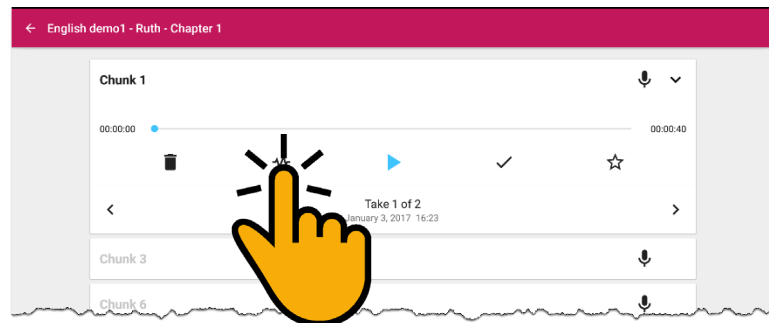 English demo1 - Ruth - Chapter 1
Chunk 1
00:00:00
00:00:40
Take 1 of 2
January 3, 2017 16:23
Chunk 3
Chunk 6